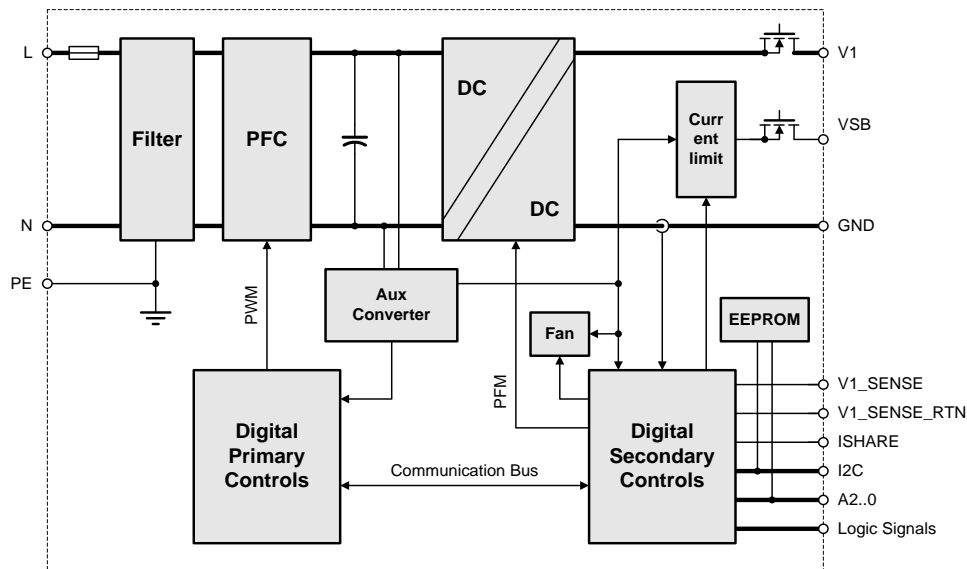 L
V1
Filter
PFC
DC
DC
Curr
ent
limit
VSB
N
GND
PE
PWM
Aux
Converter
Fan
EEPROM
PFM
V1_SENSE
V1_SENSE_RTN
ISHARE
I2C
A2..0
Logic Signals
Digital
Primary
Controls
Communication Bus
Digital
Secondary
Controls